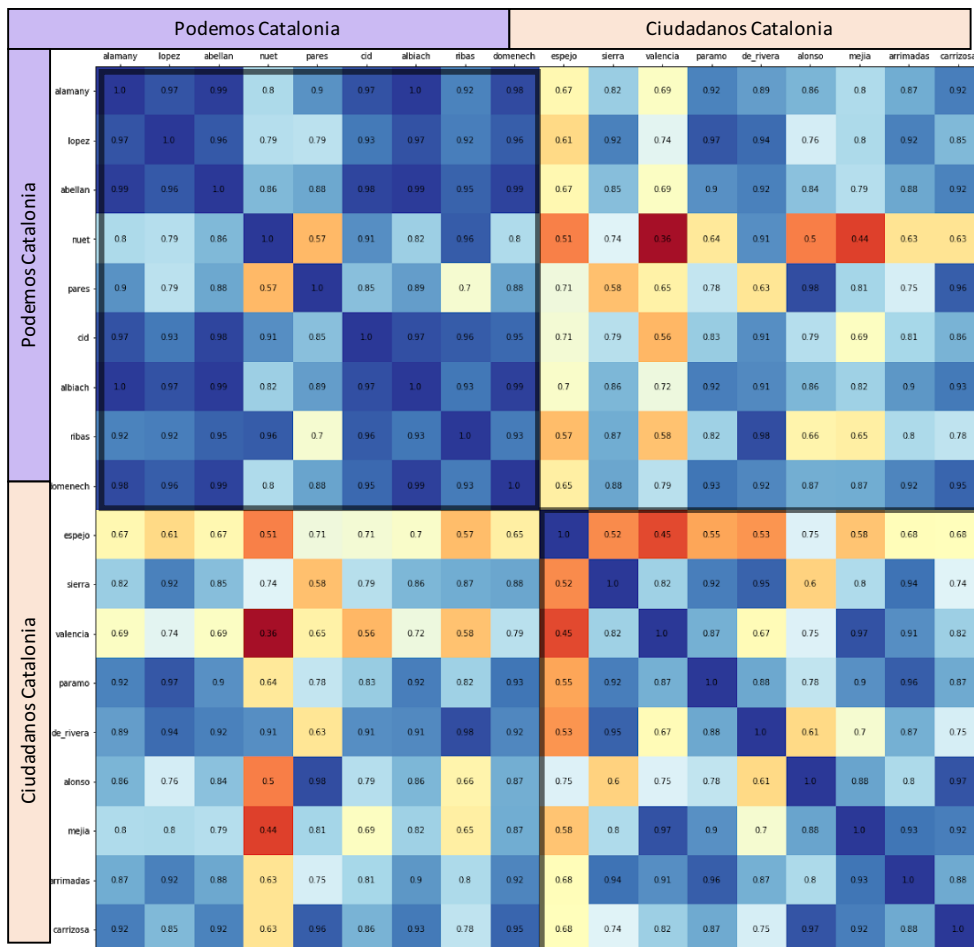 Podemos Catalonia Ciudadanos Catalonia
alamany lopez abellan nuet pares cid albiach ribas domenech espejo sierra valencia paramo de_rivera alonso mejia arrimadas carrizosa
Podemos Catalonia
alamany 1.0 0.97 0.99 0.8 0.9 0.97 1.0 0.92 0.98 0.67 0.82 0.69 0.92 0.89 0.86 0.8 0.87 0.92
lopez 0.97 1.0 0.96 0.79 0.79 0.93 0.97 0.92 0.96 0.61 0.92 0.74 0.97 0.94 0.76 0.8 0.92 0.85
abellan 0.99 0.96 1.0 0.86 0.88 0.98 0.99 0.95 0.99 0.67 0.85 0.69 0.9 0.92 0.84 0.79 0.88 0.92
nuet 0.8 0.79 0.86 1.0 0.57 0.91 0.82 0.96 0.8 0.51 0.74 0.36 0.64 0.91 0.5 0.44 0.63 0.63
pares 0.9 0.79 0.88 0.57 1.0 0.85 0.89 0.7 0.88 0.71 0.58 0.65 0.78 0.63 0.98 0.81 0.75 0.96
cid 0.97 0.93 0.98 0.91 0.85 1.0 0.97 0.96 0.95 0.71 0.79 0.56 0.83 0.91 0.79 0.69 0.81 0.86
albiach 1.0 0.97 0.99 0.82 0.89 0.97 1.0 0.93 0.99 0.7 0.86 0.72 0.92 0.91 0.86 0.82 0.9 0.93
ribas 0.92 0.92 0.95 0.96 0.7 0.96 0.93 1.0 0.93 0.57 0.87 0.58 0.82 0.98 0.66 0.65 0.8 0.78
omenech 0.98 0.96 0.99 0.8 0.88 0.95 0.99 0.93 1.0 0.65 0.88 0.79 0.93 0.92 0.87 0.87 0.92 0.95
Ciudadanos Catalonia
espejo 0.67 0.61 0.67 0.51 0.71 0.71 0.7 0.57 0.65 1.0 0.52 0.45 0.55 0.53 0.75 0.58 0.68 0.68
sierra 0.82 0.92 0.85 0.74 0.58 0.79 0.86 0.87 0.88 0.52 1.0 0.82 0.92 0.95 0.6 0.8 0.94 0.74
valencia 0.69 0.74 0.69 0.36 0.65 0.56 0.72 0.58 0.79 0.45 0.82 1.0 0.87 0.67 0.75 0.97 0.91 0.82
paramo 0.92 0.97 0.9 0.64 0.78 0.83 0.92 0.82 0.93 0.55 0.92 0.87 1.0 0.88 0.78 0.9 0.96 0.87
de_rivera 0.89 0.94 0.92 0.91 0.63 0.91 0.91 0.98 0.92 0.53 0.95 0.67 0.88 1.0 0.61 0.7 0.87 0.75
alonso 0.86 0.76 0.84 0.5 0.98 0.79 0.86 0.66 0.87 0.75 0.6 0.75 0.78 0.61 1.0 0.88 0.8 0.97
mejia 0.8 0.8 0.79 0.44 0.81 0.69 0.82 0.65 0.87 0.58 0.8 0.97 0.9 0.7 0.88 1.0 0.93 0.92
arrimadas 0.87 0.92 0.88 0.63 0.75 0.81 0.9 0.8 0.92 0.68 0.94 0.91 0.96 0.87 0.8 0.93 1.0 0.88
carrizosa 0.92 0.85 0.92 0.63 0.96 0.86 0.93 0.78 0.95 0.68 0.74 0.82 0.87 0.75 0.97 0.92 0.88 1.0